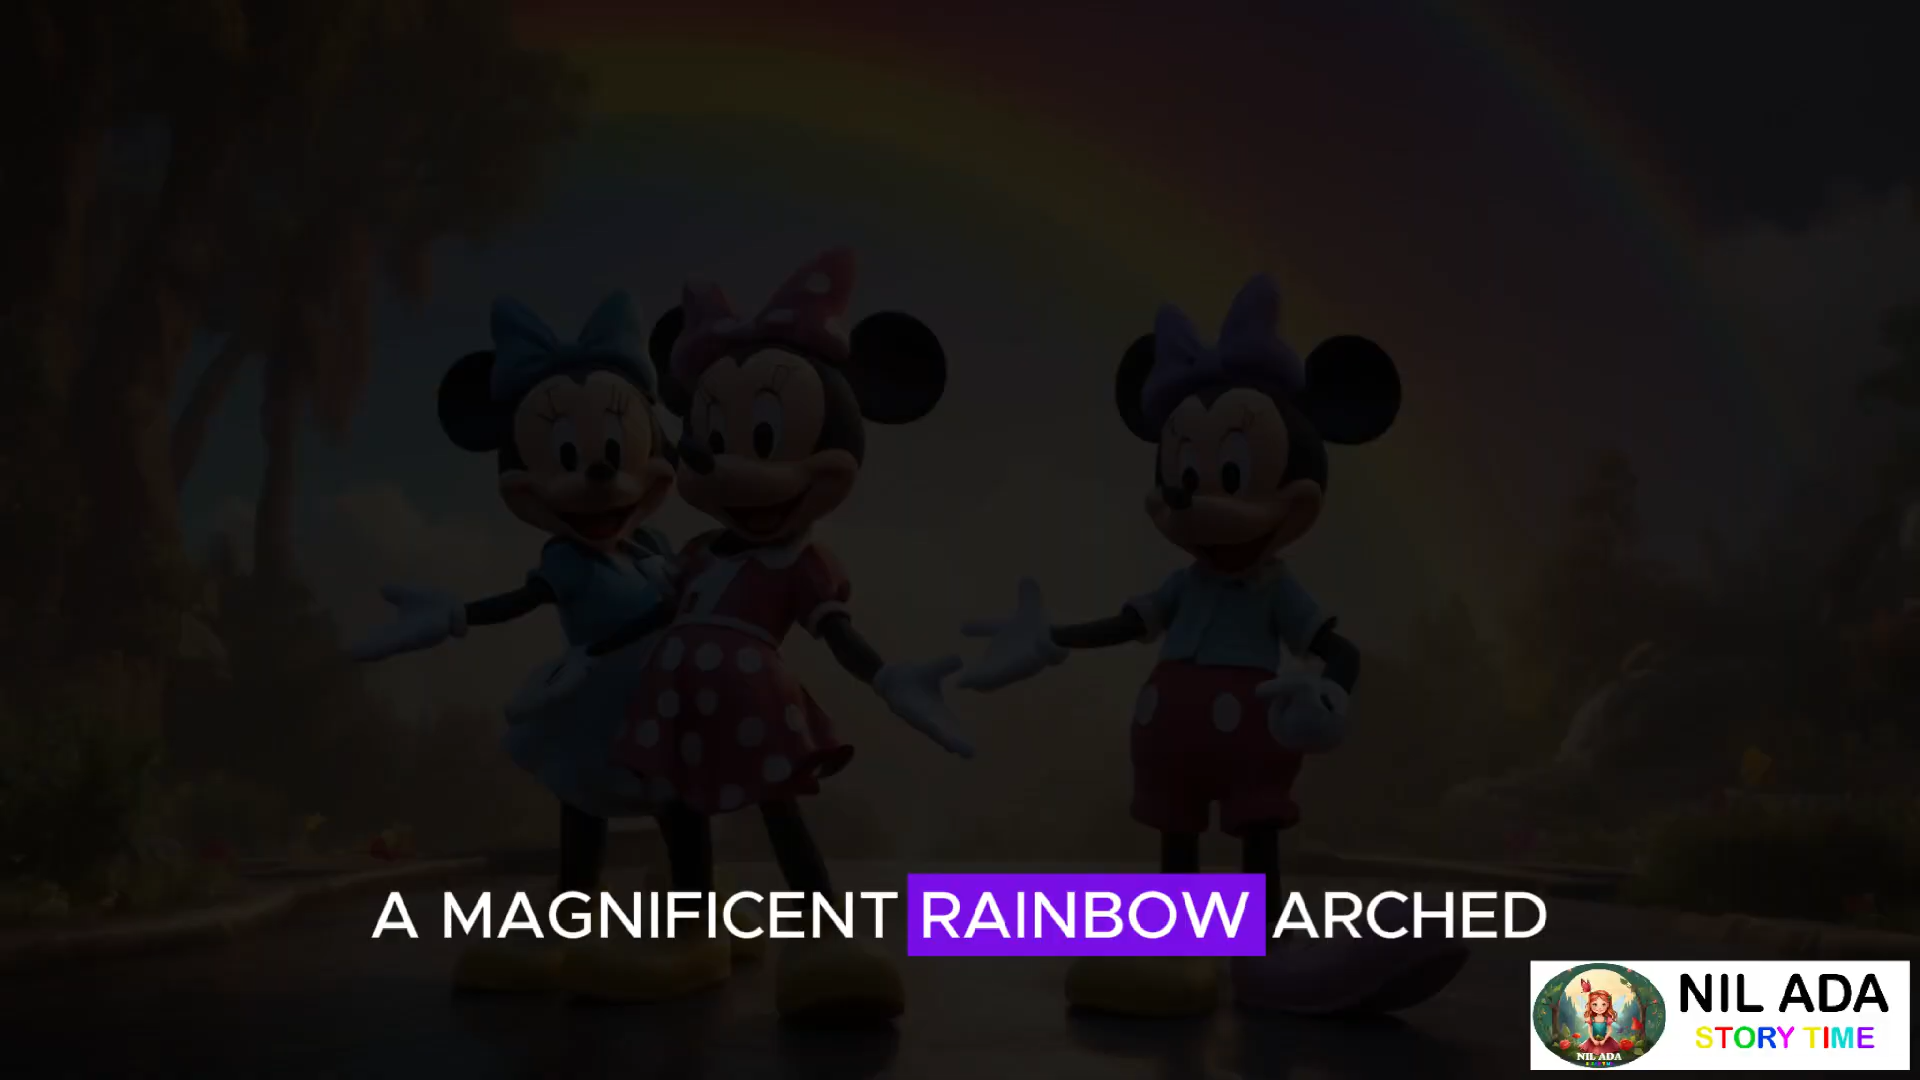 A MAGNIFICENT RAINBOW ARCHED
NIL ADA
STORY TIME
NIL ADA